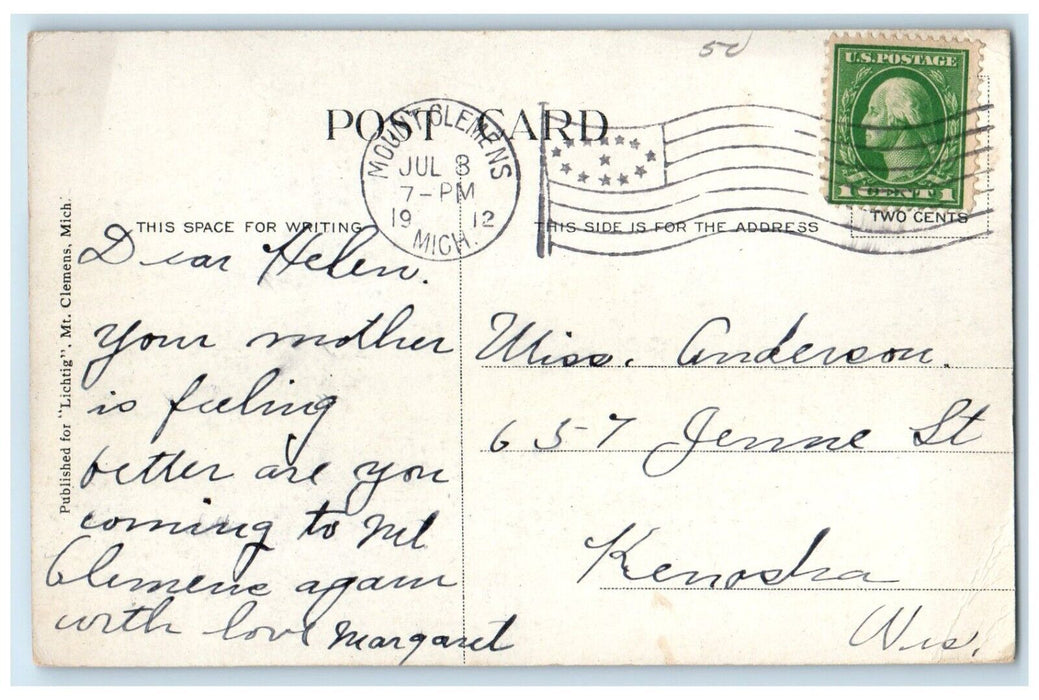 50
U.S. POSTAGE
1 CENT 1
TWO CENTS
POST CARD
MOUNT CLEMENS
JUL 8
7-PM
19 12
MICH.
THIS SPACE FOR WRITING
THIS SIDE IS FOR THE ADDRESS
Published for "Lichtig", Mt. Clemens, Mich.
Dear Helen.
Your mother
is feeling
better are you
coming to Mt
Clemens again
with love Margaret
Miss. Anderson.
657 Jenne St
Kenosha
Wis.